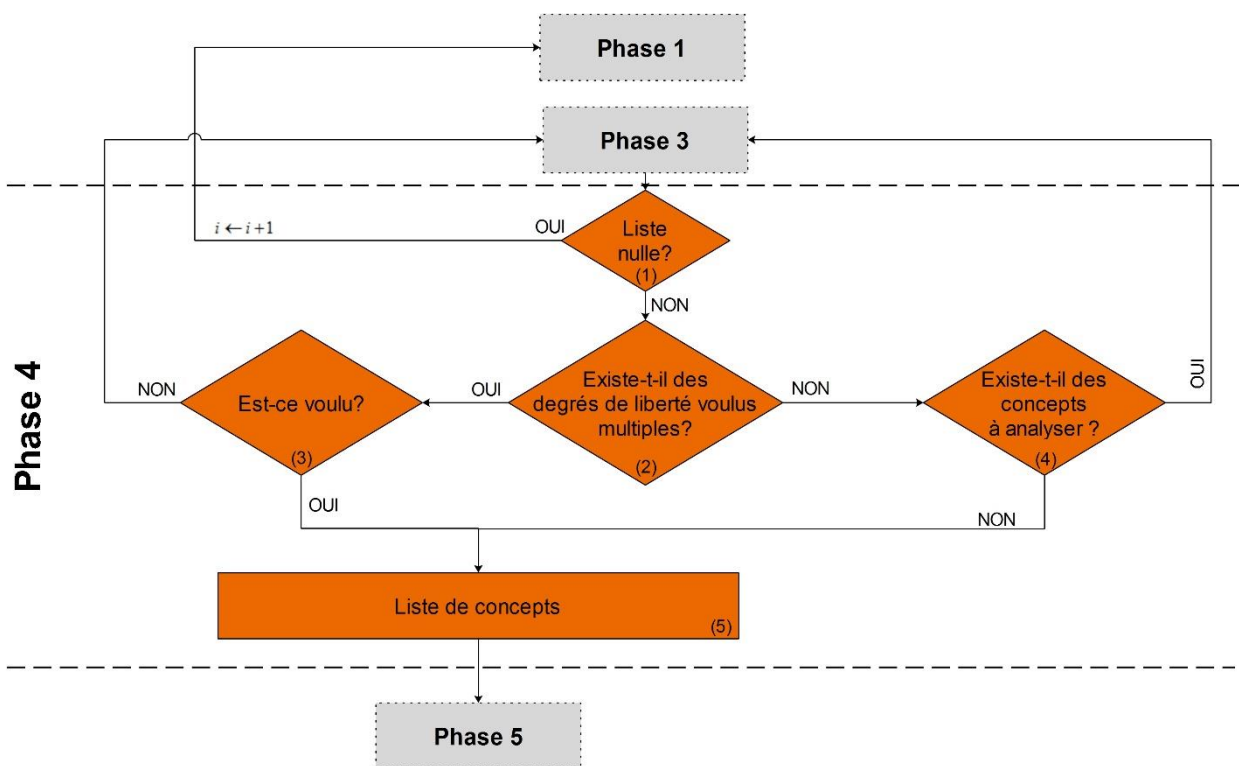 Phase 1
Phase 3
i ← i +1
OUI
Liste
nulle?
(1)
NON
Phase 4
NON
Est-ce voulu?
(3)
OUI
Existe-t-il des
degrés de liberté voulus
multiples?
(2)
NON
Existe-t-il des
concepts
à analyser ?
(4)
OUI
OUI
NON
Liste de concepts
(5)
Phase 5